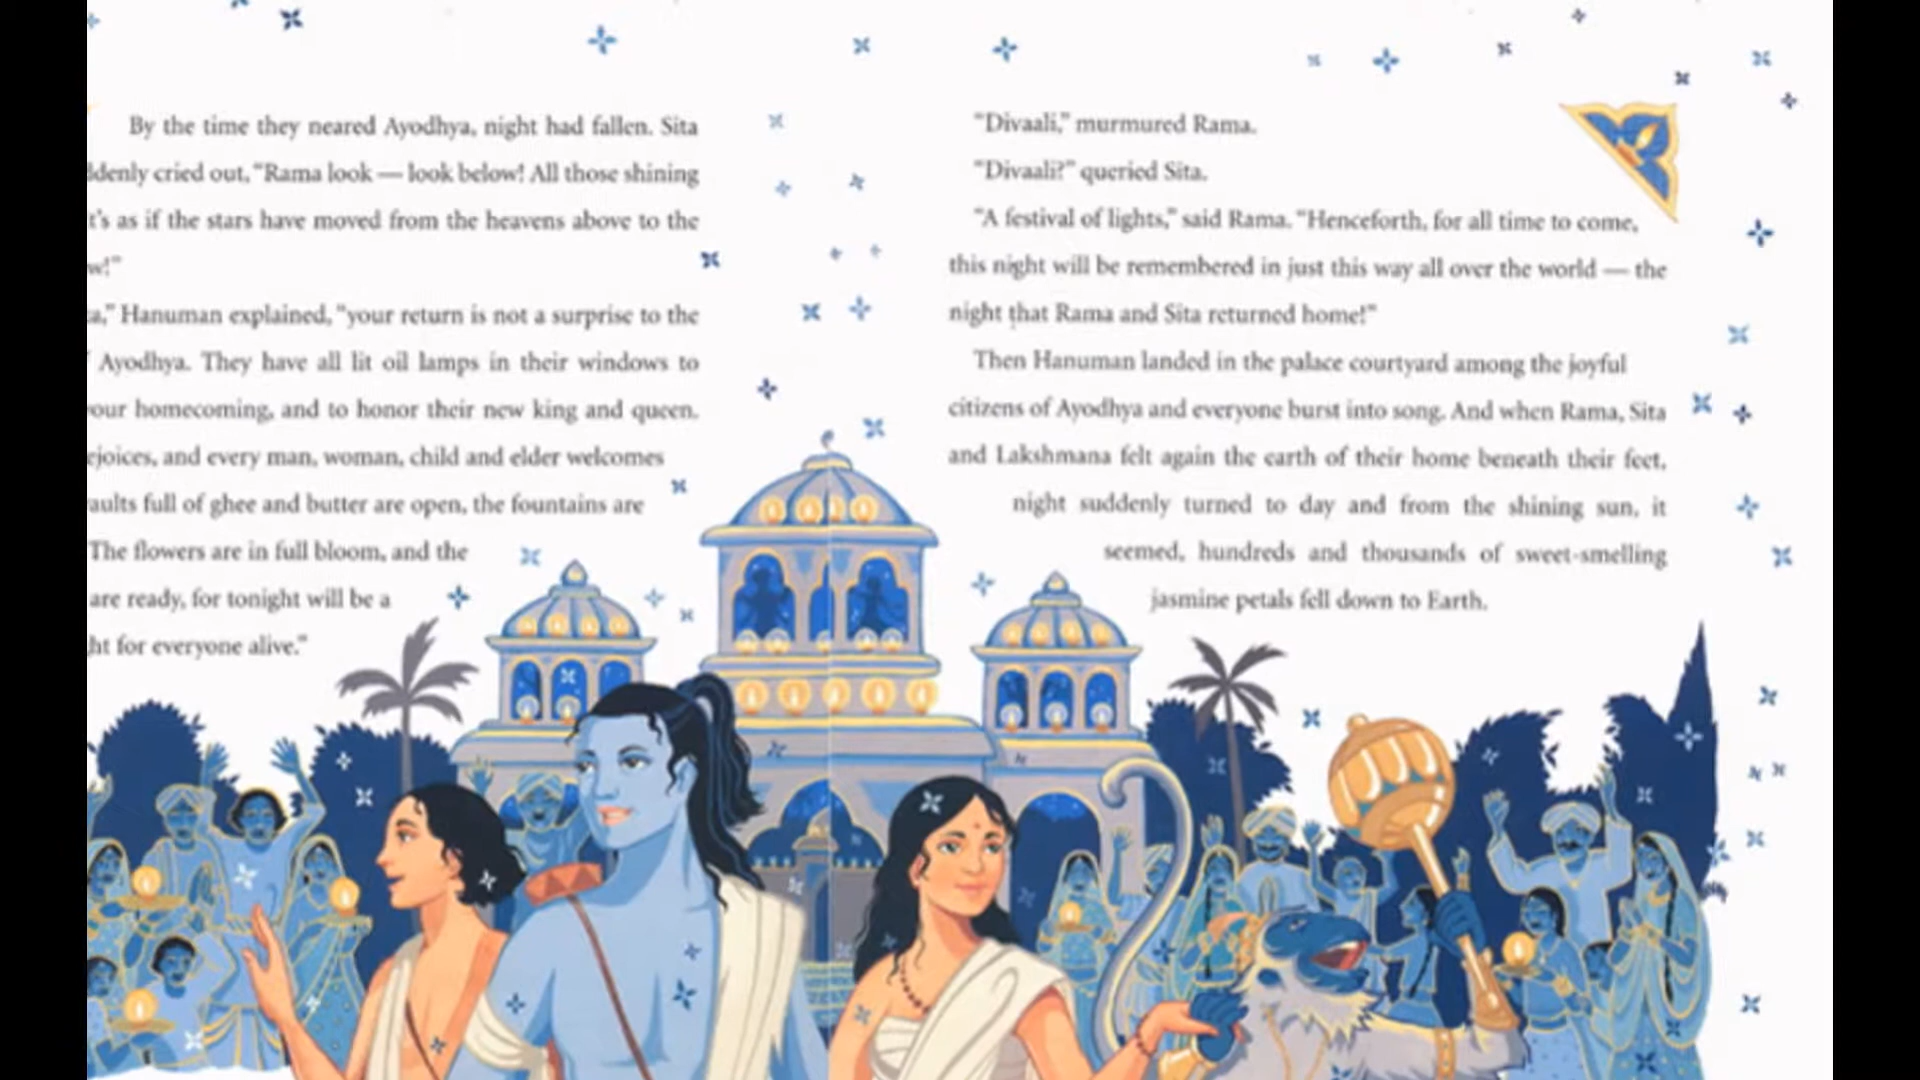 By the time they neared Ayodhya, night had fallen. Sita
ddenly cried out, "Rama look — look below! All those shining
t's as if the stars have moved from the heavens above to the
w!"
a," Hanuman explained, "your return is not a surprise to the
Ayodhya. They have all lit oil lamps in their windows to
our homecoming, and to honor their new king and queen.
ejoices, and every man, woman, child and elder welcomes
aults full of ghee and butter are open, the fountains are
The flowers are in full bloom, and the
are ready, for tonight will be a
ht for everyone alive."
"Divaali," murmured Rama.
"Divaali?" queried Sita.
"A festival of lights," said Rama. "Henceforth, for all time to come,
this night will be remembered in just this way all over the world — the
night that Rama and Sita returned home!"
Then Hanuman landed in the palace courtyard among the joyful
citizens of Ayodhya and everyone burst into song. And when Rama, Sita
and Lakshmana felt again the earth of their home beneath their feet,
night suddenly turned to day and from the shining sun, it
seemed, hundreds and thousands of sweet-smelling
jasmine petals fell down to Earth.